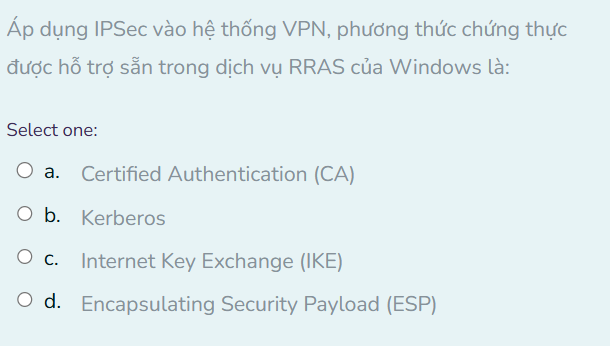 Áp dụng IPSec vào hệ thống VPN, phương thức chứng thực
được hỗ trợ sẵn trong dịch vụ RRAS của Windows là:
Select one:
a. Certified Authentication (CA)
b. Kerberos
c. Internet Key Exchange (IKE)
d. Encapsulating Security Payload (ESP)